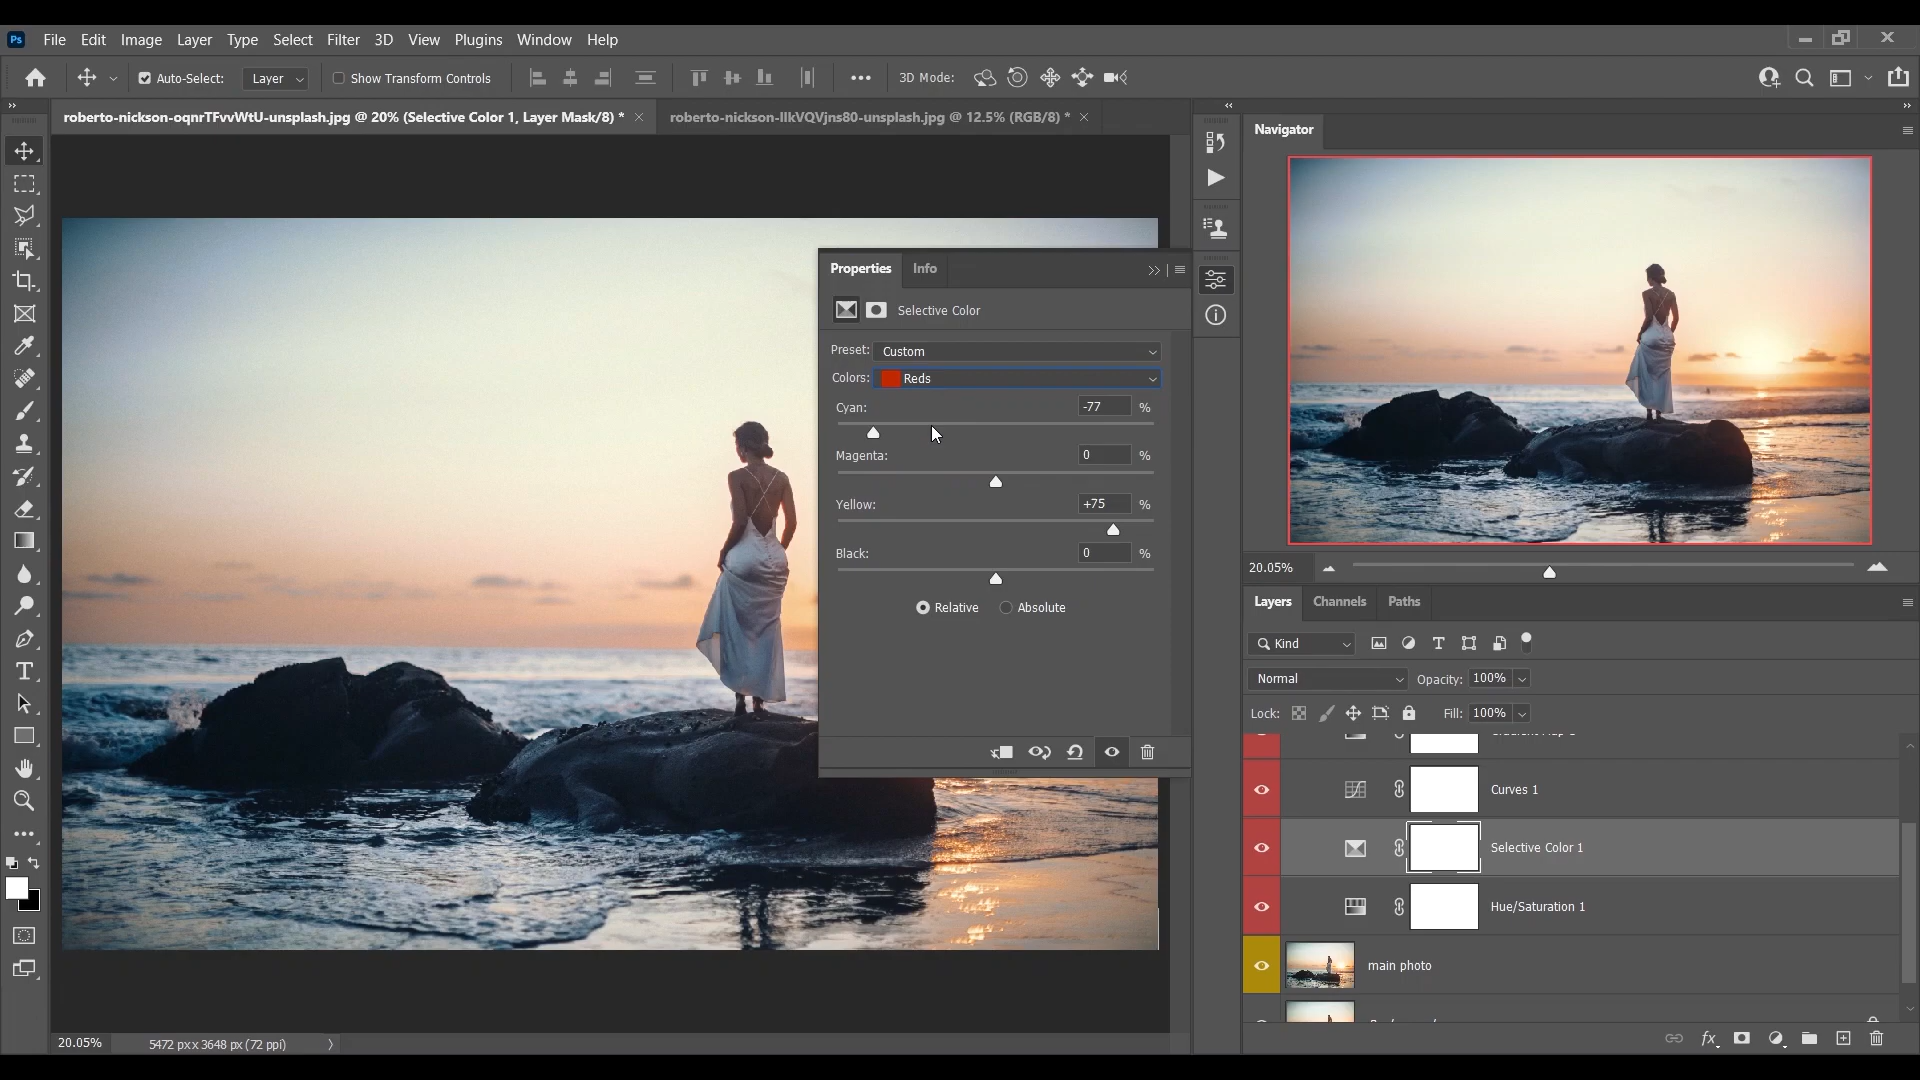 Ps File Edit Image Layer Type Select Filter 3D View Plugins Window Help
Auto-Select: Layer Show Transform Controls 3D Mode:
roberto-nickson-oqnrTFvvWtU-unsplash.jpg @ 20% (Selective Color 1, Layer Mask/8) *
roberto-nickson-IlkVQVjns80-unsplash.jpg @ 12.5% (RGB/8) *
Navigator
Properties Info
Selective Color
Preset: Custom
Colors: Reds
Cyan: -77 %
Magenta: 0 %
Yellow: +75 %
Black: 0 %
Relative Absolute
20.05%
Layers Channels Paths
Kind
Normal Opacity: 100%
Lock: Fill: 100%
Curves 1
Selective Color 1
Hue/Saturation 1
main photo
fx
20.05% 5472 px x 3648 px (72 ppi)